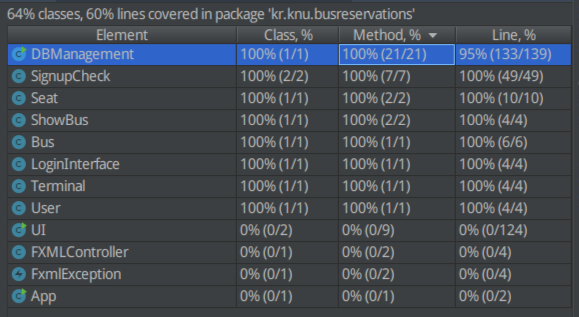 64% classes, 60% lines covered in package 'kr.knu.busreservations'
Element Class, % Method, % Line, %
DBManagement 100% (1/1) 100% (21/21) 95% (133/139)
SignupCheck 100% (2/2) 100% (7/7) 100% (49/49)
Seat 100% (1/1) 100% (2/2) 100% (10/10)
ShowBus 100% (1/1) 100% (2/2) 100% (4/4)
Bus 100% (1/1) 100% (1/1) 100% (6/6)
LoginInterface 100% (1/1) 100% (1/1) 100% (4/4)
Terminal 100% (1/1) 100% (1/1) 100% (4/4)
User 100% (1/1) 100% (1/1) 100% (4/4)
UI 0% (0/2) 0% (0/9) 0% (0/124)
FXMLController 0% (0/1) 0% (0/2) 0% (0/4)
FxmlException 0% (0/1) 0% (0/2) 0% (0/4)
App 0% (0/1) 0% (0/1) 0% (0/2)